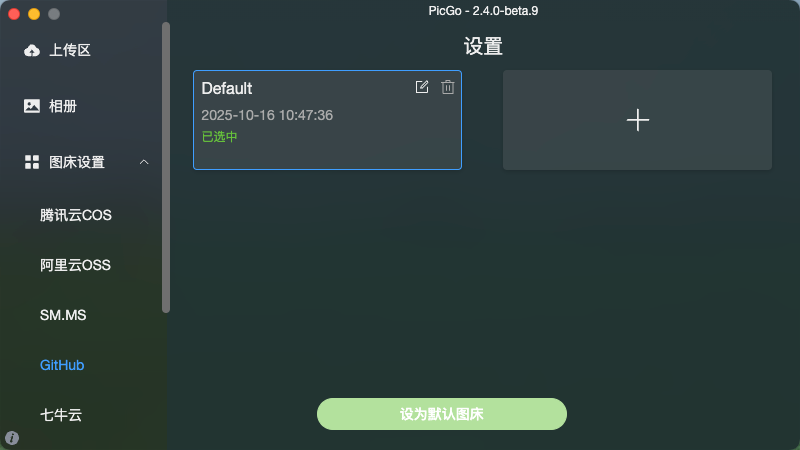 PicGo - 2.4.0-beta.9
上传区
相册
图床设置
腾讯云COS
阿里云OSS
SM.MS
GitHub
七牛云
设置
Default
2025-10-16 10:47:36
已选中
设为默认图床